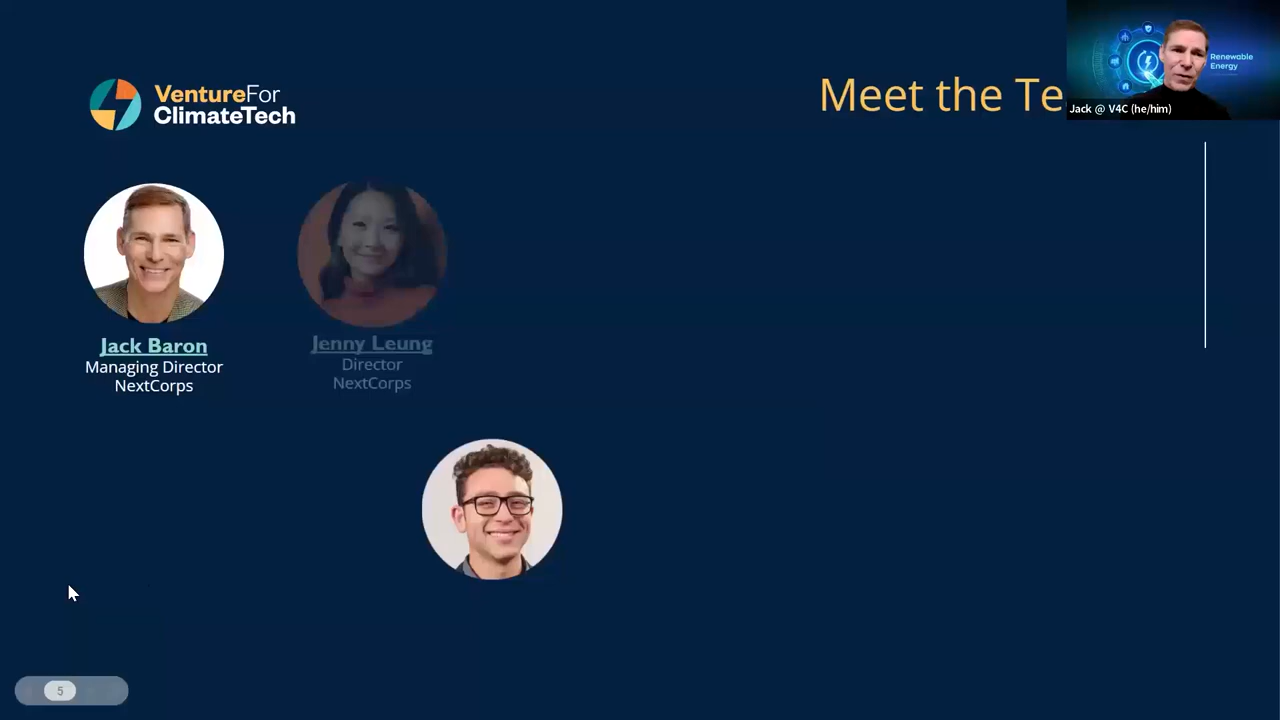 VentureFor
ClimateTech
Meet the Te
Renewable
Energy
Jack @ V4C (he/him)
Jack Baron
Managing Director
NextCorps
Jenny Leung
Director
NextCorps
5